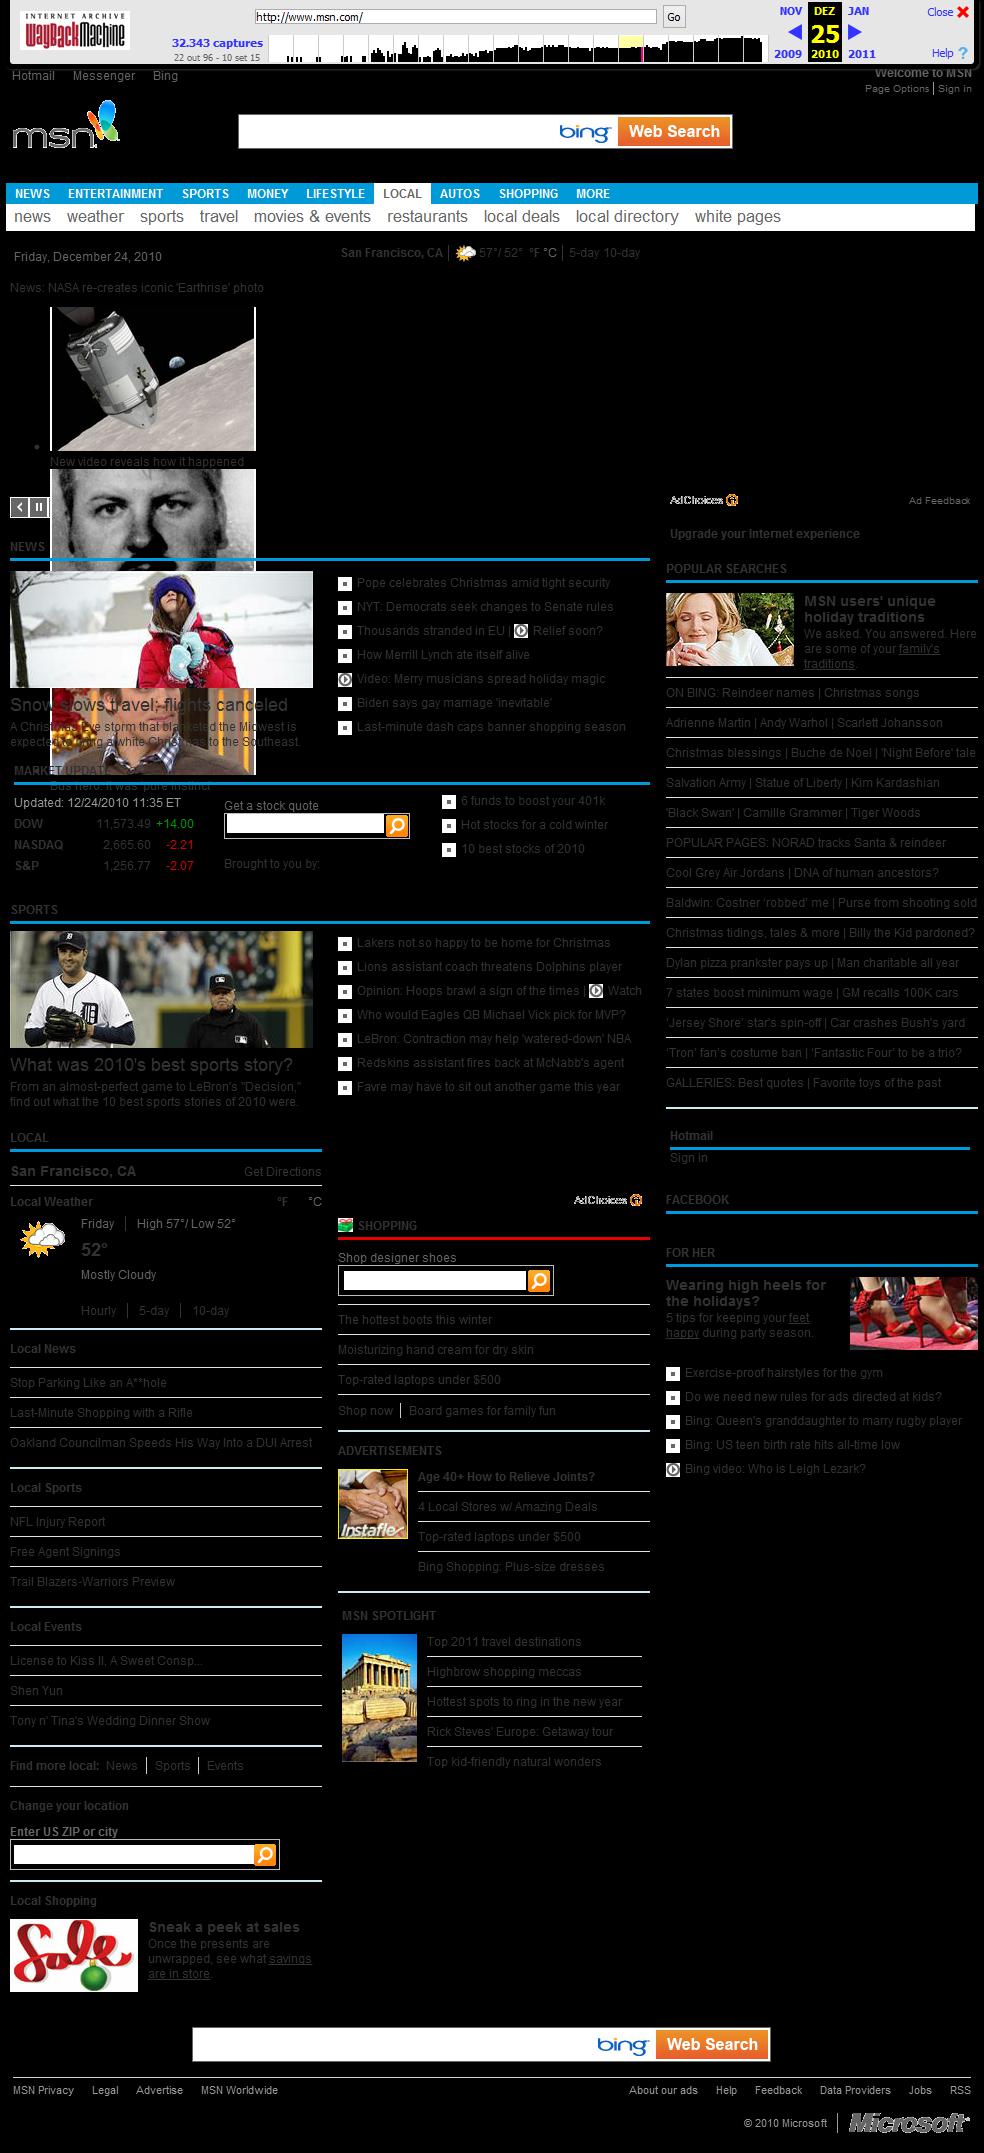 INTERNET ARCHIVE
WayBackMachine
http://www.msn.com/
Go
32.343 captures
22 out 96 - 10 set 15
NOV DEZ JAN
25
2009 2010 2011
Close
Help ?
Hotmail Messenger Bing
Welcome to MSN
Page Options | Sign in
msn
bing Web Search
NEWS ENTERTAINMENT SPORTS MONEY LIFESTYLE LOCAL AUTOS SHOPPING MORE
news weather sports travel movies & events restaurants local deals local directory white pages
Friday, December 24, 2010
San Francisco, CA | 57°/ 52° °F °C | 5-day 10-day
News: NASA re-creates iconic 'Earthrise' photo
New video reveals how it happened
AdChoices
Ad Feedback
Upgrade your Internet experience
NEWS
Snow slows travel; flights canceled
A Christmas Eve storm that blanketed the Midwest is
expected to bring a white Christmas to the Southeast.
Pope celebrates Christmas amid tight security
NYT: Democrats seek changes to Senate rules
Thousands stranded in EU | Relief soon?
How Merrill Lynch ate itself alive
Video: Merry musicians spread holiday magic
Biden says gay marriage 'inevitable'
Last-minute dash caps banner shopping season
MARKET UPDATE
Bus hero: It was 'pure instinct'
Updated: 12/24/2010 11:35 ET
DOW 11,573.49 +14.00
NASDAQ 2,665.60 -2.21
S&P 1,256.77 -2.07
Get a stock quote
Brought to you by:
6 funds to boost your 401k
Hot stocks for a cold winter
10 best stocks of 2010
SPORTS
What was 2010's best sports story?
From an almost-perfect game to LeBron's "Decision,"
find out what the 10 best sports stories of 2010 were.
Lakers not so happy to be home for Christmas
Lions assistant coach threatens Dolphins player
Opinion: Hoops brawl a sign of the times | Watch
Who would Eagles QB Michael Vick pick for MVP?
LeBron: Contraction may help 'watered-down' NBA
Redskins assistant fires back at McNabb's agent
Favre may have to sit out another game this year
LOCAL
San Francisco, CA Get Directions
Local Weather °F °C
Friday | High 57°/ Low 52°
52°
Mostly Cloudy
Hourly | 5-day | 10-day
Local News
Stop Parking Like an A**hole
Last-Minute Shopping with a Rifle
Oakland Councilman Speeds His Way Into a DUI Arrest
Local Sports
NFL Injury Report
Free Agent Signings
Trail Blazers-Warriors Preview
Local Events
License to Kiss II, A Sweet Consp...
Shen Yun
Tony n' Tina's Wedding Dinner Show
Find more local: News | Sports | Events
Change your location
Enter US ZIP or city
Local Shopping
Sale
Sneak a peek at sales
Once the presents are
unwrapped, see what savings
are in store.
AdChoices
SHOPPING
Shop designer shoes
The hottest boots this winter
Moisturizing hand cream for dry skin
Top-rated laptops under $500
Shop now | Board games for family fun
ADVERTISEMENTS
Instaflex
Age 40+ How to Relieve Joints?
4 Local Stores w/ Amazing Deals
Top-rated laptops under $500
Bing Shopping: Plus-size dresses
MSN SPOTLIGHT
Top 2011 travel destinations
Highbrow shopping meccas
Hottest spots to ring in the new year
Rick Steves' Europe: Getaway tour
Top kid-friendly natural wonders
POPULAR SEARCHES
MSN users' unique
holiday traditions
We asked. You answered. Here
are some of your family's
traditions.
ON BING: Reindeer names | Christmas songs
Adrienne Martin | Andy Warhol | Scarlett Johansson
Christmas blessings | Buche de Noel | 'Night Before' tale
Salvation Army | Statue of Liberty | Kim Kardashian
'Black Swan' | Camille Grammer | Tiger Woods
POPULAR PAGES: NORAD tracks Santa & reindeer
Cool Grey Air Jordans | DNA of human ancestors?
Baldwin: Costner 'robbed' me | Purse from shooting sold
Christmas tidings, tales & more | Billy the Kid pardoned?
Dylan pizza prankster pays up | Man charitable all year
7 states boost minimum wage | GM recalls 100K cars
'Jersey Shore' star's spin-off | Car crashes Bush's yard
'Tron' fan's costume ban | 'Fantastic Four' to be a trio?
GALLERIES: Best quotes | Favorite toys of the past
Hotmail
Sign in
FACEBOOK
FOR HER
Wearing high heels for
the holidays?
5 tips for keeping your feet
happy during party season.
Exercise-proof hairstyles for the gym
Do we need new rules for ads directed at kids?
Bing: Queen's granddaughter to marry rugby player
Bing: US teen birth rate hits all-time low
Bing video: Who is Leigh Lezark?
bing Web Search
MSN Privacy Legal Advertise MSN Worldwide
About our ads Help Feedback Data Providers Jobs RSS
© 2010 Microsoft | Microsoft